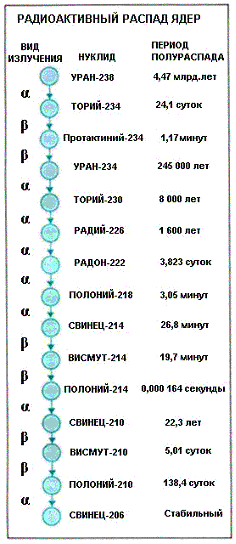 РАДИОАКТИВНЫЙ РАСПАД ЯДЕР
ВИД ИЗЛУЧЕНИЯ НУКЛИД ПЕРИОД ПОЛУРАСПАДА
УРАН-238 4,47 млрд.лет
α
ТОРИЙ-234 24,1 суток
β
Протактиний-234 1,17 минут
β
УРАН-234 245 000 лет
α
ТОРИЙ-230 8 000 лет
α
РАДИЙ-226 1 600 лет
α
РАДОН-222 3,823 суток
α
ПОЛОНИЙ-218 3,05 минут
α
СВИНЕЦ-214 26,8 минут
β
ВИСМУТ-214 19,7 минут
β
ПОЛОНИЙ-214 0,000 164 секунды
α
СВИНЕЦ-210 22,3 лет
β
ВИСМУТ-210 5,01 суток
β
ПОЛОНИЙ-210 138,4 суток
α
СВИНЕЦ-206 Стабильный